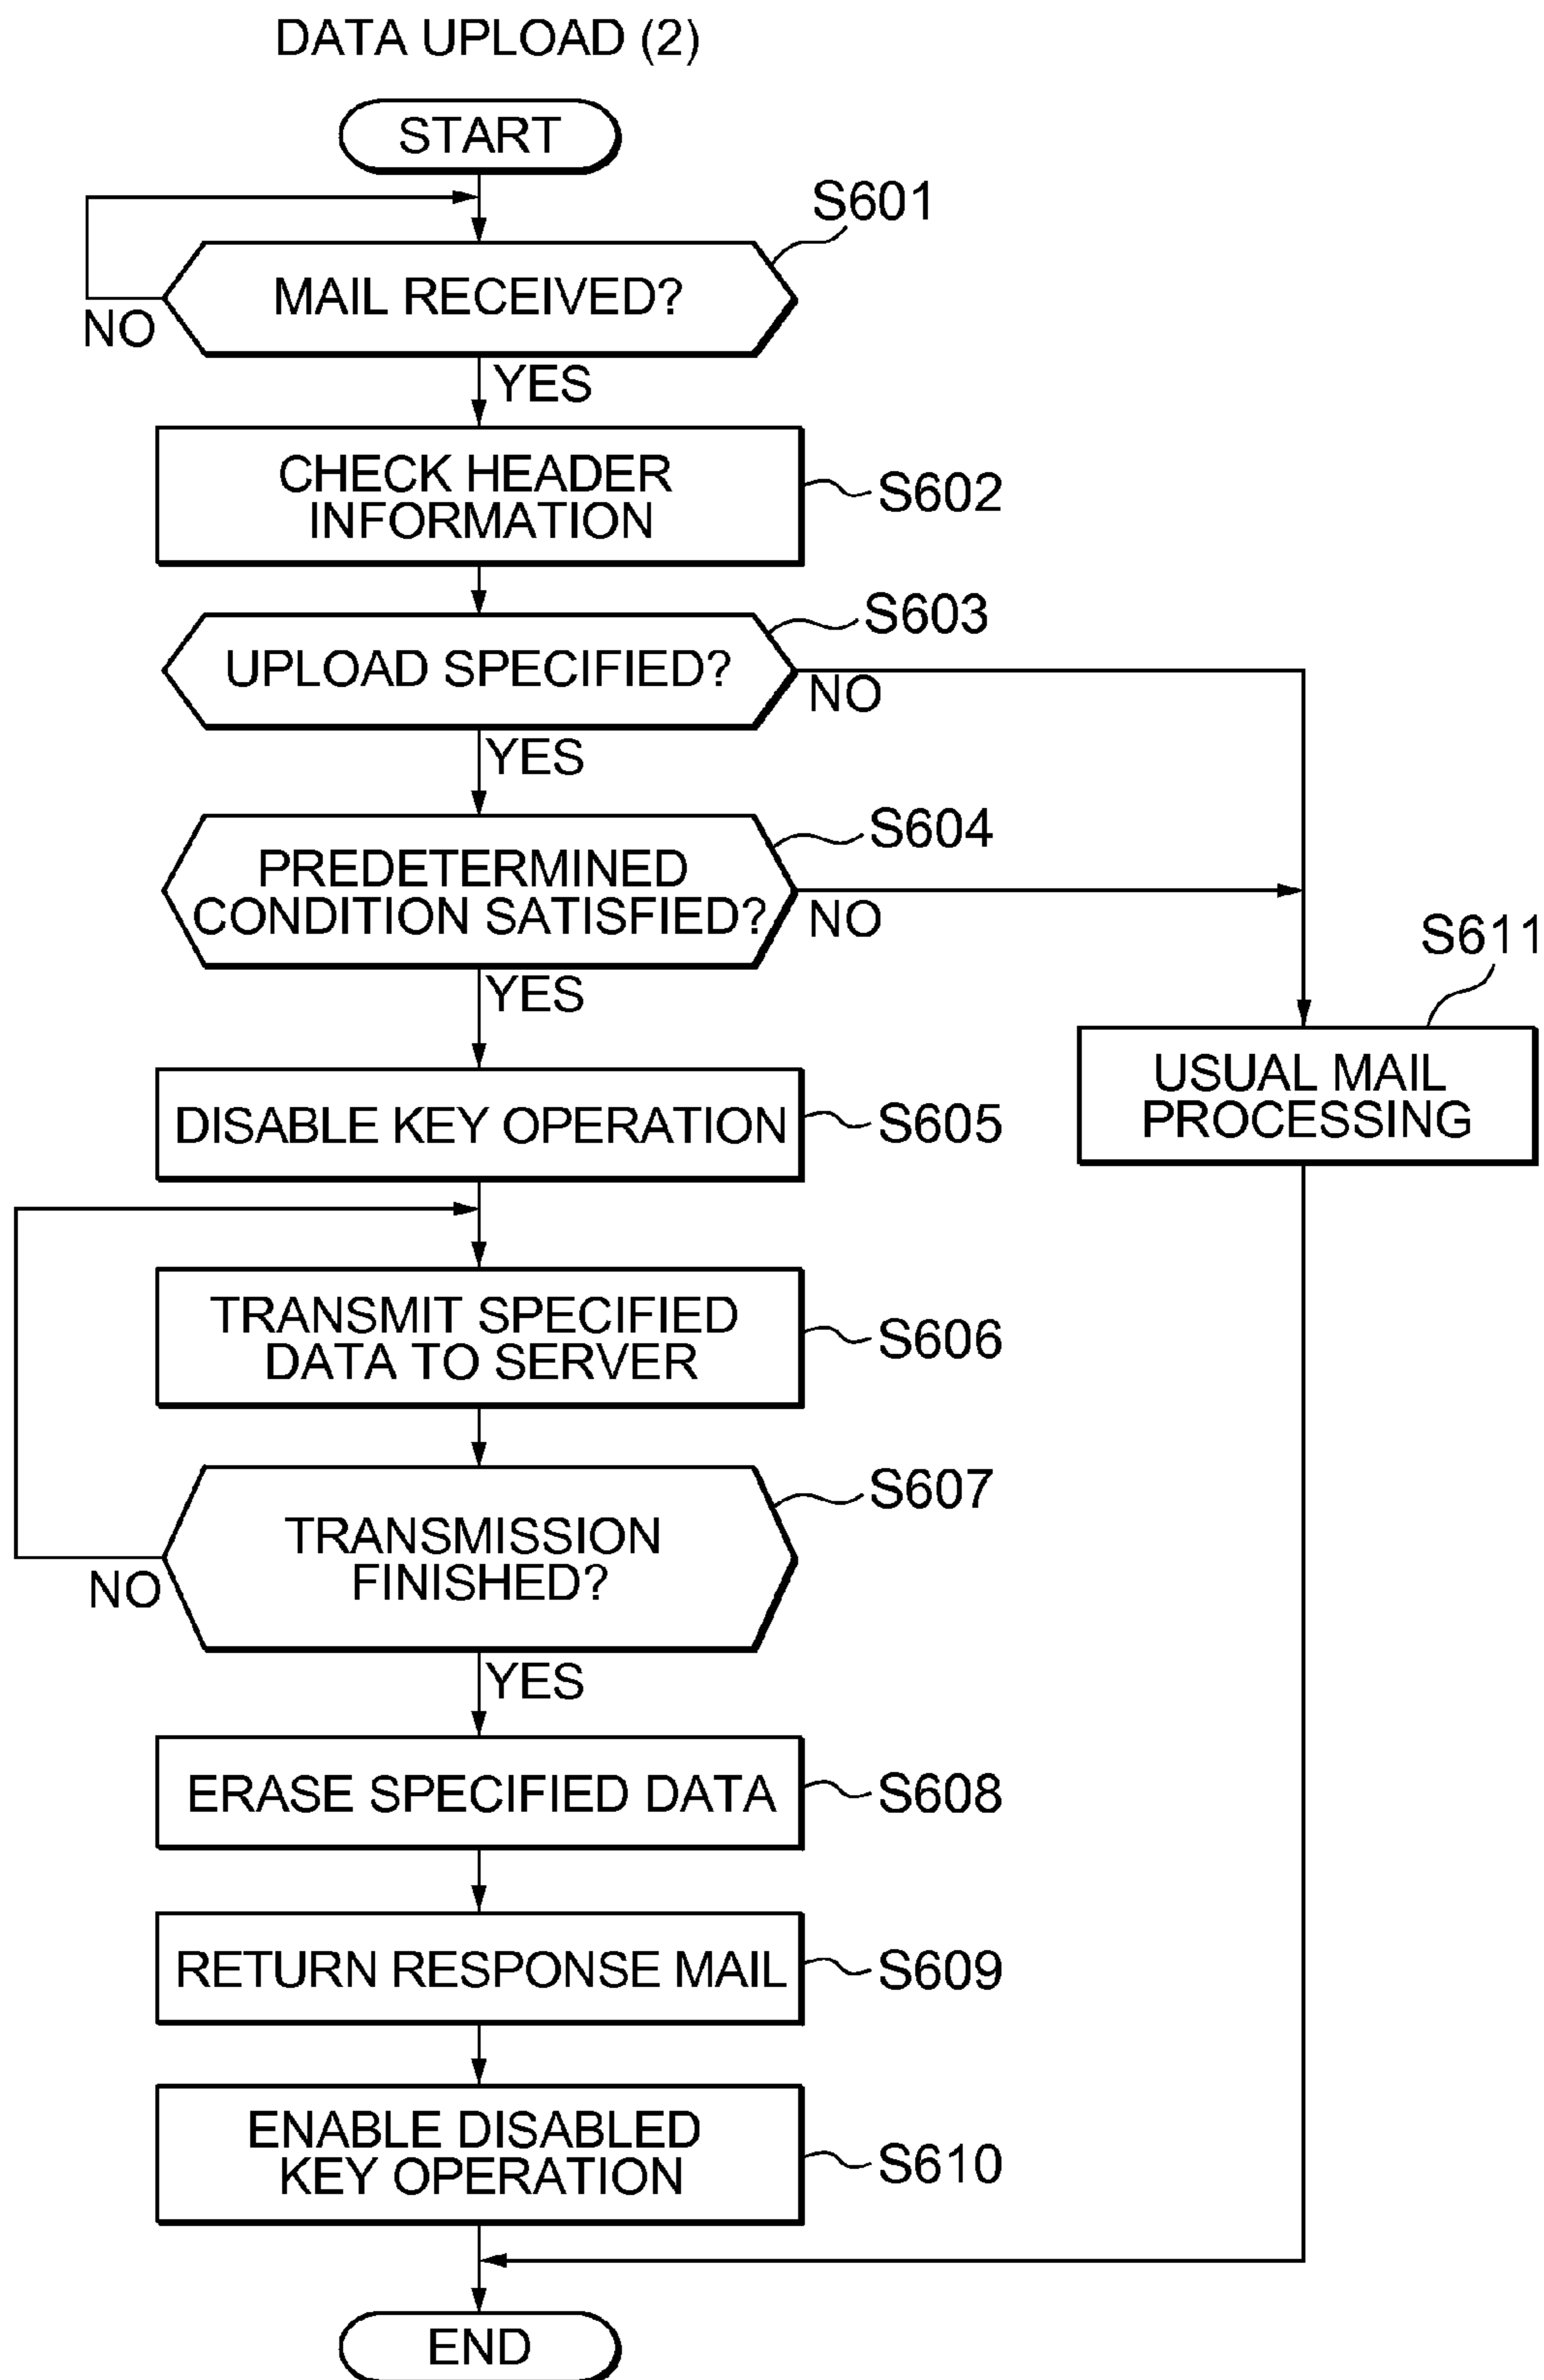 DATA UPLOAD (2)
START
S601
MAIL RECEIVED?
NO
YES
CHECK HEADER
INFORMATION
S602
S603
UPLOAD SPECIFIED?
NO
YES
S604
PREDETERMINED
CONDITION SATISFIED?
NO
YES
S611
USUAL MAIL
PROCESSING
DISABLE KEY OPERATION
S605
TRANSMIT SPECIFIED
DATA TO SERVER
S606
S607
TRANSMISSION
FINISHED?
NO
YES
ERASE SPECIFIED DATA
S608
RETURN RESPONSE MAIL
S609
ENABLE DISABLED
KEY OPERATION
S610
END